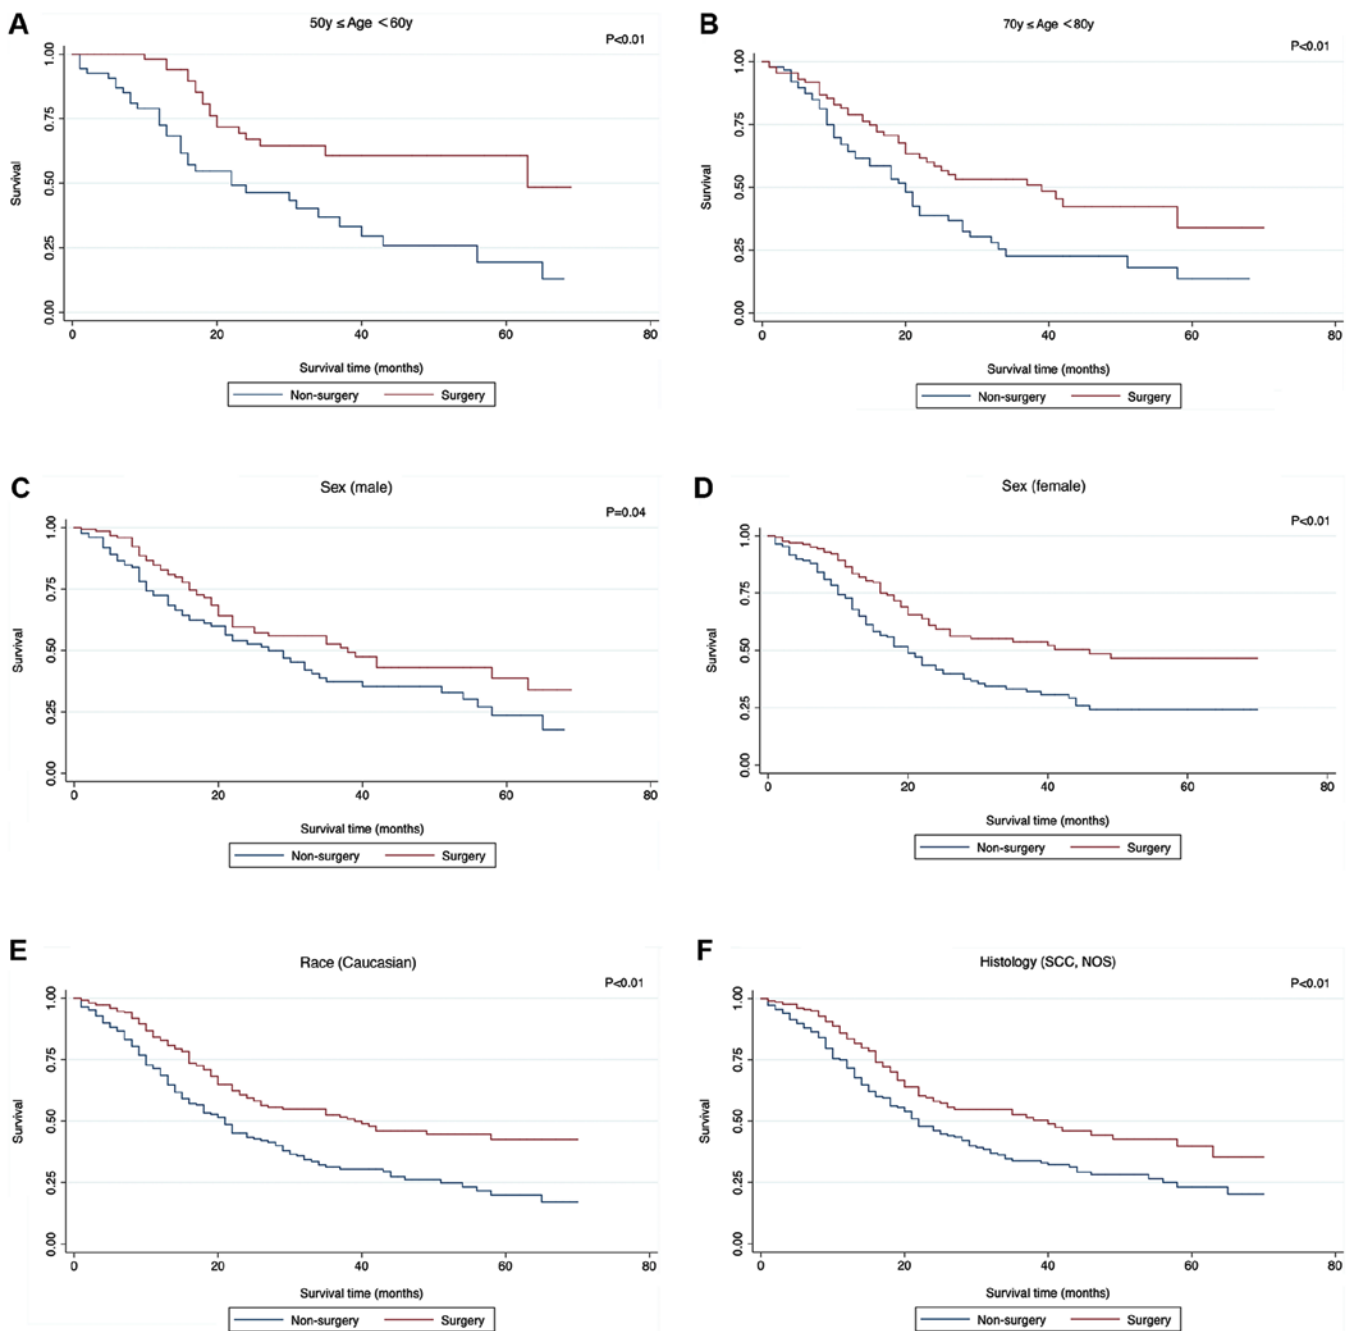 A
50y ≤ Age < 60y
P<0.01
Survival
1.00
0.75
0.50
0.25
0.00
0 20 40 60 80
Survival time (months)
Non-surgery Surgery
B
70y ≤ Age < 80y
P<0.01
Survival
1.00
0.75
0.50
0.25
0.00
0 20 40 60 80
Survival time (months)
Non-surgery Surgery
C
Sex (male)
P=0.04
Survival
1.00
0.75
0.50
0.25
0.00
0 20 40 60 80
Survival time (months)
Non-surgery Surgery
D
Sex (female)
P<0.01
Survival
1.00
0.75
0.50
0.25
0.00
0 20 40 60 80
Survival time (months)
Non-surgery Surgery
E
Race (Caucasian)
P<0.01
Survival
1.00
0.75
0.50
0.25
0.00
0 20 40 60 80
Survival time (months)
Non-surgery Surgery
F
Histology (SCC, NOS)
P<0.01
Survival
1.00
0.75
0.50
0.25
0.00
0 20 40 60 80
Survival time (months)
Non-surgery Surgery